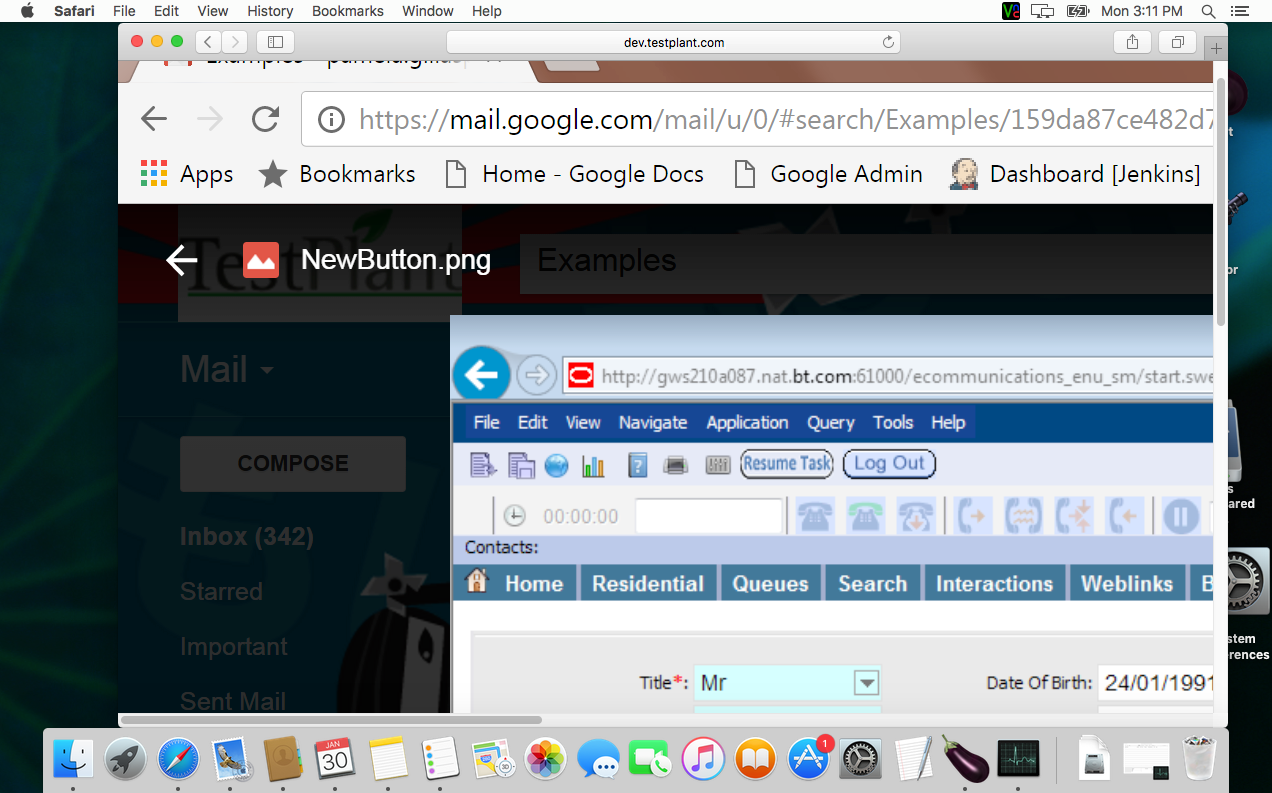 Safari File Edit View History Bookmarks Window Help Mon 3:11 PM
dev.testplant.com
https://mail.google.com/mail/u/0/#search/Examples/159da87ce482d7
Apps Bookmarks Home - Google Docs Google Admin Dashboard [Jenkins]
TestPlant
NewButton.png Examples
Mail
http://gws210a087.nat.bt.com:61000/ecommunications_enu_sm/start.swe
File Edit View Navigate Application Query Tools Help
COMPOSE
Resume Task Log Out
00:00:00
Inbox (342)
Contacts:
Home Residential Queues Search Interactions Weblinks B
Starred
Important
Title*: Mr Date Of Birth: 24/01/1991
Sent Mail
JAN
30
1